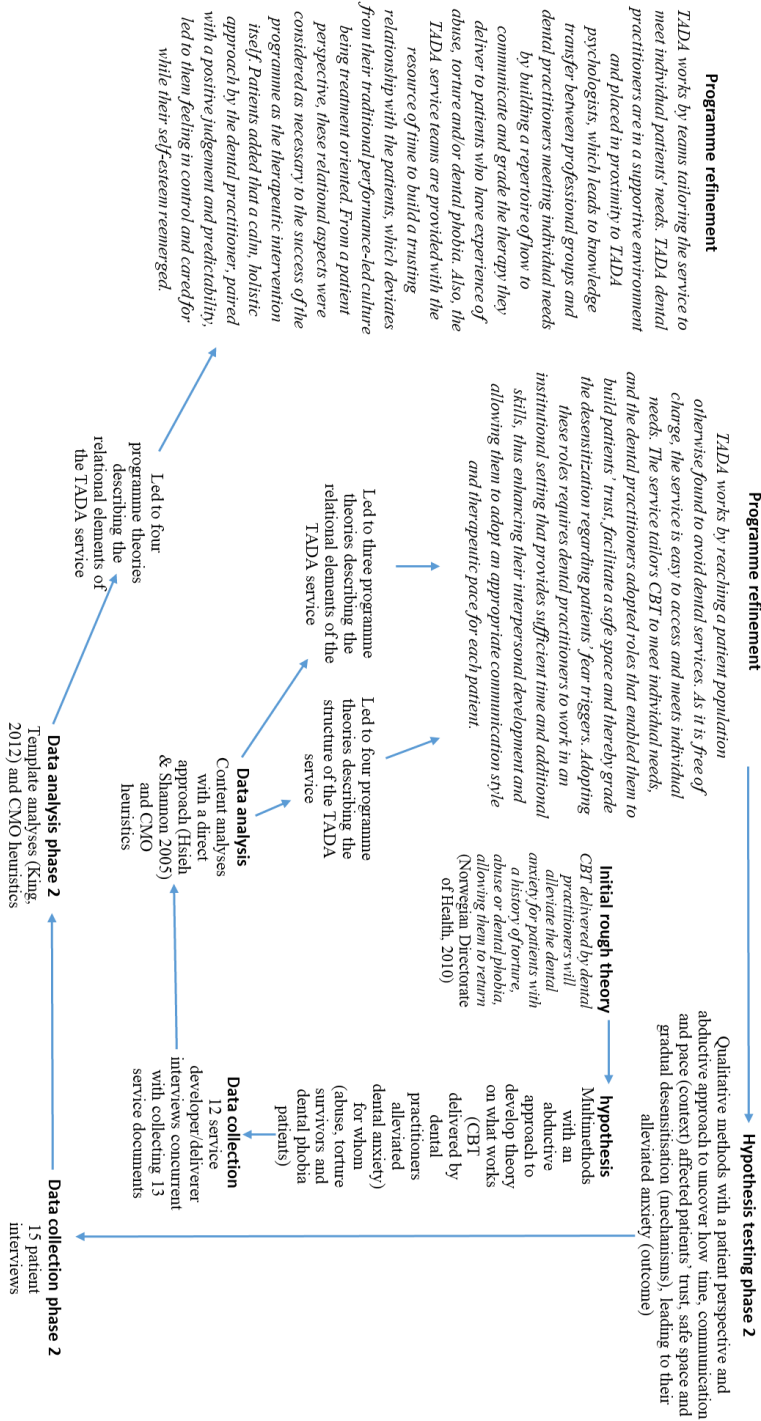 Initial rough theory
CBT delivered by dental
practitioners will
alleviate the dental
anxiety for patients with
a history of torture,
abuse or dental phobia,
allowing them to return
(Norwegian Directorate
of Health, 2010)
hypothesis
Multimethods
with an
abductive
approach to
develop theory
on what works
(CBT
delivered by
dental
practitioners
alleviated
dental anxiety)
for whom
(abuse, torture
survivors and
dental phobia
patients)
Data collection
12 service
developer/deliverer
interviews concurrent
with collecting 13
service documents
Data analysis
Content analyses
with a direct
approach (Hsieh
& Shannon 2005)
and CMO
heuristics
Led to four programme
theories describing the
structure of the TADA
service
Led to three programme
theories describing the
relational elements of the
TADA service
Programme refinement
TADA works by reaching a patient population
otherwise found to avoid dental services. As it is free of
charge, the service is easy to access and meets individual
needs. The service tailors CBT to meet individual needs,
and the dental practitioners adopted roles that enabled them to
build patients' trust, facilitate a safe space and thereby grade
the desensitization regarding patients' fear triggers. Adopting
these roles requires dental practitioners to work in an
institutional setting that provides sufficient time and additional
skills, thus enhancing their interpersonal development and
allowing them to adopt an appropriate communication style
and therapeutic pace for each patient.
Hypothesis testing phase 2
Qualitative methods with a patient perspective and
abductive approach to uncover how time, communication
and pace (context) affected patients' trust, safe space and
gradual desensitisation (mechanisms), leading to their
alleviated anxiety (outcome)
Data collection phase 2
15 patient
interviews
Data analysis phase 2
Template analyses (King,
2012) and CMO heuristics
Led to four
programme theories
describing the
relational elements of
the TADA service
Programme refinement
TADA works by teams tailoring the service to
meet individual patients' needs. TADA dental
practitioners are in a supportive environment
and placed in proximity to TADA
psychologists, which leads to knowledge
transfer between professional groups and
dental practitioners meeting individual needs
by building a repertoire of how to
communicate and grade the therapy they
deliver to patients who have experience of
abuse, torture and/or dental phobia. Also, the
TADA service teams are provided with the
resource of time to build a trusting
relationship with the patients, which deviates
from their traditional performance-led culture
being treatment oriented. From a patient
perspective, these relational aspects were
considered as necessary to the success of the
programme as the therapeutic intervention
itself. Patients added that a calm, holistic
approach by the dental practitioner, paired
with a positive judgement and predictability,
led to them feeling in control and cared for
while their self-esteem reemerged.